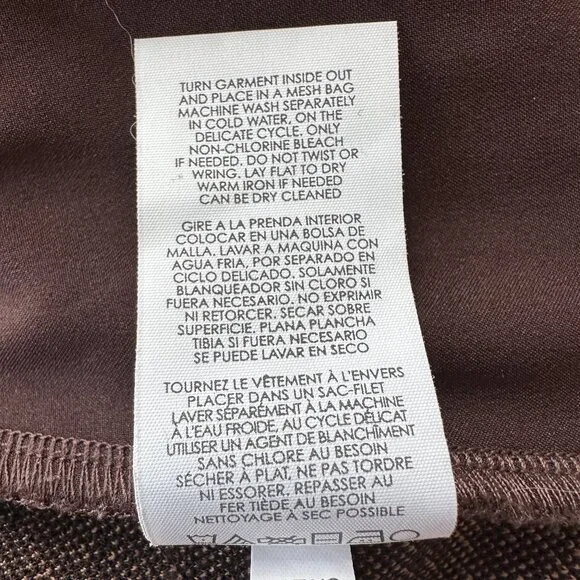 TURN GARMENT INSIDE OUT
AND PLACE IN A MESH BAG
MACHINE WASH SEPARATELY
IN COLD WATER, ON THE
DELICATE CYCLE. ONLY
NON-CHLORINE BLEACH
IF NEEDED. DO NOT TWIST OR
WRING. LAY FLAT TO DRY
WARM IRON IF NEEDED
CAN BE DRY CLEANED
GIRE A LA PRENDA INTERIOR
COLOCAR EN UNA BOLSA DE
MALLA. LAVAR A MAQUINA CON
AGUA FRIA, POR SEPARADO EN
CICLO DELICADO. SOLAMENTE
BLANQUEADOR SIN CLORO SI
FUERA NECESARIO. NO EXPRIMIR
NI RETORCER. SECAR SOBRE
SUPERFICIE. PLANA PLANCHA
TIBIA SI FUERA NECESARIO
SE PUEDE LAVAR EN SECO
TOURNEZ LE VÊTEMENT À L'ENVERS
PLACER DANS UN SAC-FILET
LAVER SÉPARÉMENT À LA MACHINE
À L'EAU FROIDE, AU CYCLE DÉLICAT
UTILISER UN AGENT DE BLANCHÎMENT
SANS CHLORE AU BESOIN
SÉCHER À PLAT, NE PAS TORDRE
NI ESSORER. REPASSER AU
FER TIÈDE AU BESOIN
NETTOYAGE À SEC POSSIBLE